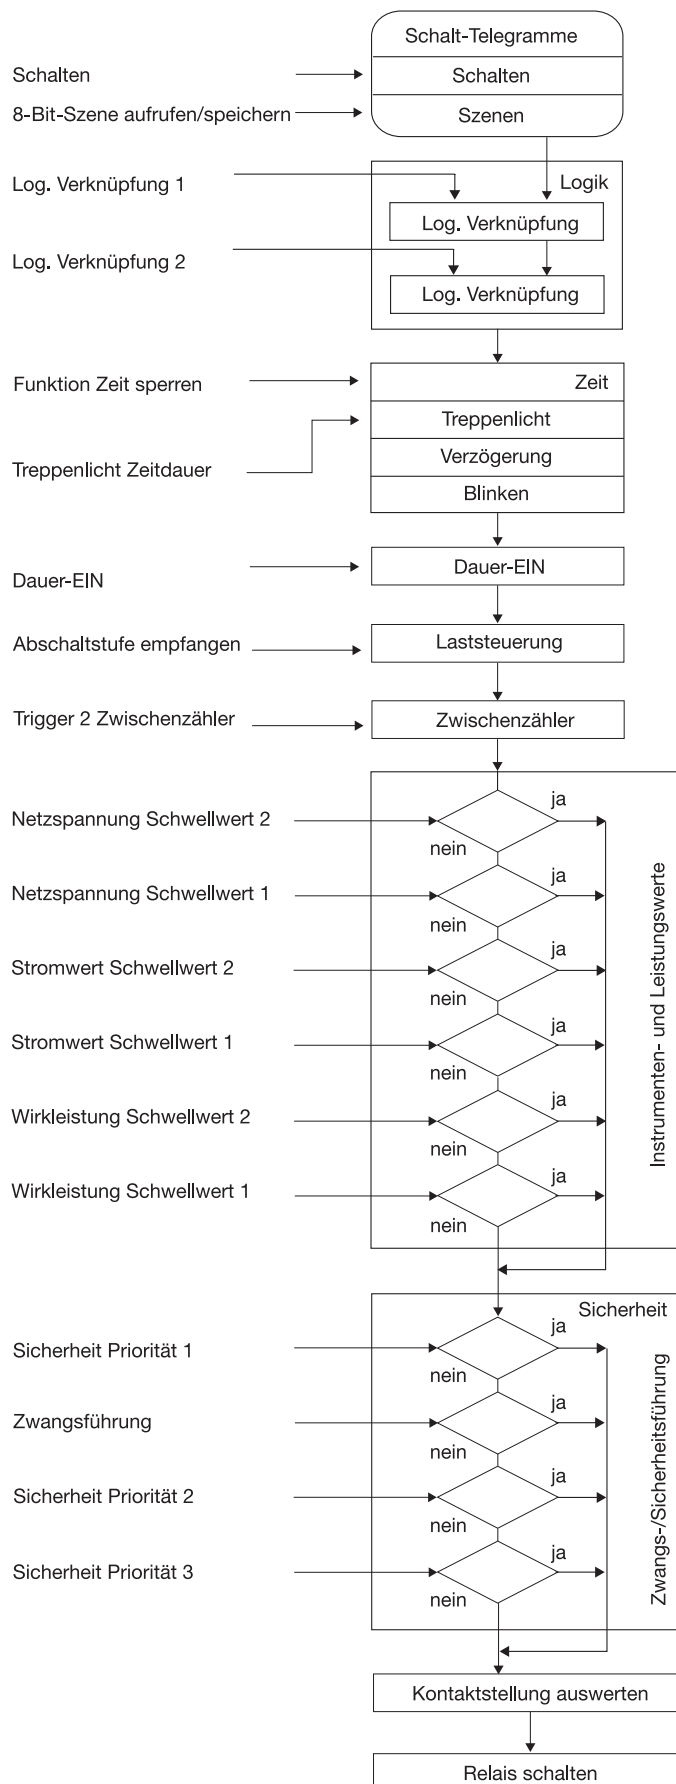 Schalt-Telegramme
Schalten
Schalten
8-Bit-Szene aufrufen/speichern
Szenen
Log. Verknüpfung 1
Logik
Log. Verknüpfung
Log. Verknüpfung 2
Log. Verknüpfung
Funktion Zeit sperren
Zeit
Treppenlicht
Treppenlicht Zeitdauer
Verzögerung
Blinken
Dauer-EIN
Dauer-EIN
Abschaltstufe empfangen
Laststeuerung
Trigger 2 Zwischenzähler
Zwischenzähler
Instrumenten- und Leistungswerte
Netzspannung Schwellwert 2
ja
nein
Netzspannung Schwellwert 1
ja
nein
Stromwert Schwellwert 2
ja
nein
Stromwert Schwellwert 1
ja
nein
Wirkleistung Schwellwert 2
ja
nein
Wirkleistung Schwellwert 1
ja
nein
Sicherheit
Zwangs-/Sicherheitsführung
Sicherheit Priorität 1
ja
nein
Zwangsführung
ja
nein
Sicherheit Priorität 2
ja
nein
Sicherheit Priorität 3
ja
nein
Kontaktstellung auswerten
Relais schalten